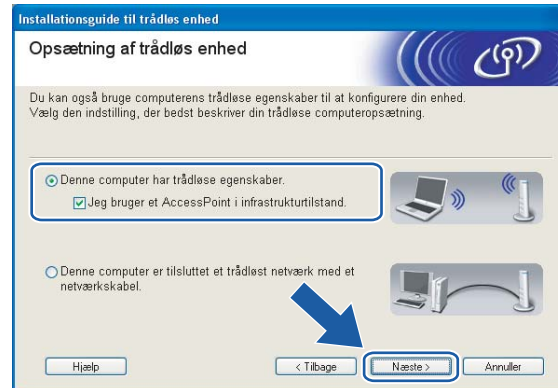 Installationsguide til trådløs enhed
Opsætning af trådløs enhed
Du kan også bruge computerens trådløse egenskaber til at konfigurere din enhed.
Vælg den indstilling, der bedst beskriver din trådløse computeropsætning.
Denne computer har trådløse egenskaber.
Jeg bruger et AccessPoint i infrastrukturtilstand.
Denne computer er tilsluttet et trådløst netværk med et
netværkskabel.
Hjælp
< Tilbage
Næste >
Annuller